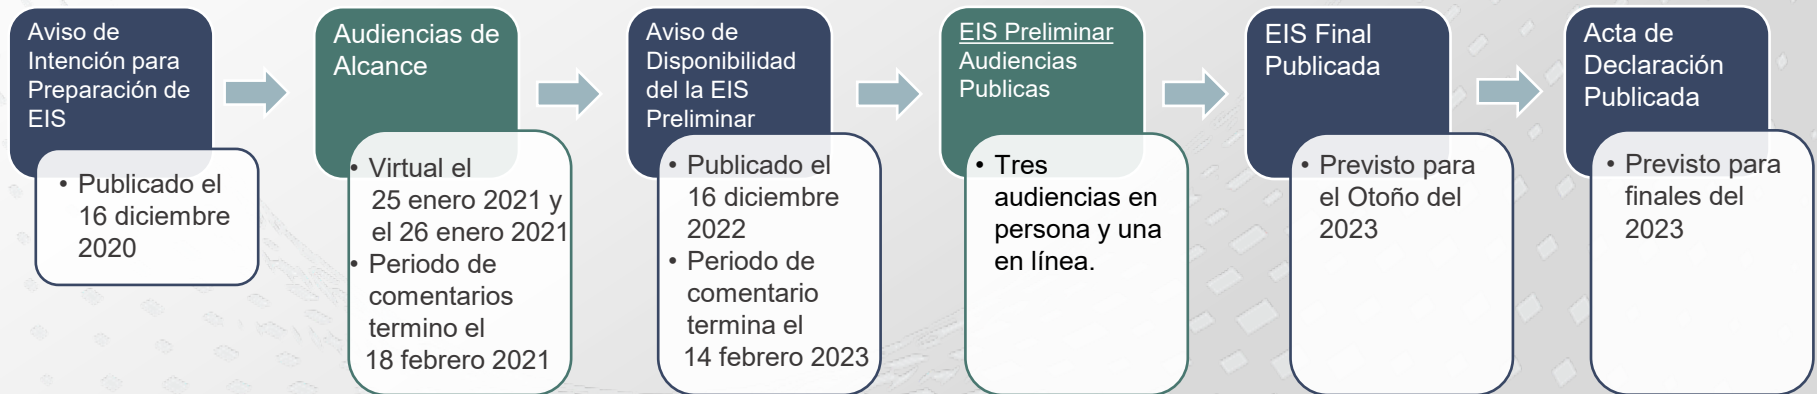 Aviso de
Intención para
Preparación de
EIS
• Publicado el
16 diciembre
2020
Audiencias de
Alcance
• Virtual el
25 enero 2021 y
el 26 enero 2021
• Periodo de
comentarios
termino el
18 febrero 2021
Aviso de
Disponibilidad
del la EIS
Preliminar
• Publicado el
16 diciembre
2022
• Periodo de
comentario
termina el
14 febrero 2023
EIS Preliminar
Audiencias
Publicas
• Tres
audiencias en
persona y una
en línea.
EIS Final
Publicada
• Previsto para
el Otoño del
2023
Acta de
Declaración
Publicada
• Previsto para
finales del
2023